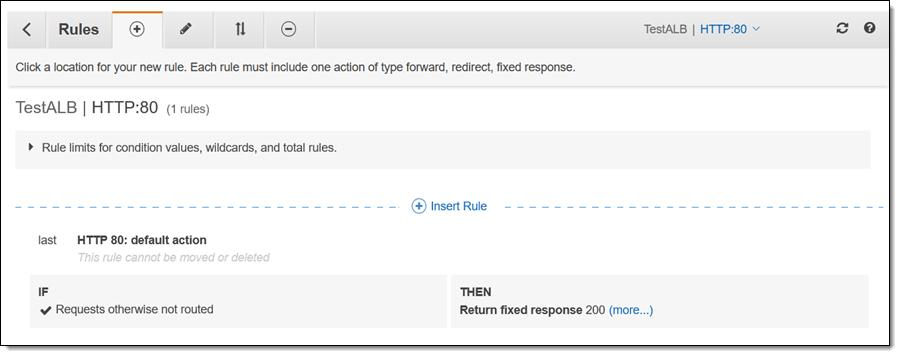 Rules
TestALB | HTTP:80
Click a location for your new rule. Each rule must include one action of type forward, redirect, fixed response.
TestALB | HTTP:80 (1 rules)
Rule limits for condition values, wildcards, and total rules.
Insert Rule
last HTTP 80: default action
This rule cannot be moved or deleted
IF
Requests otherwise not routed
THEN
Return fixed response 200 (more...)